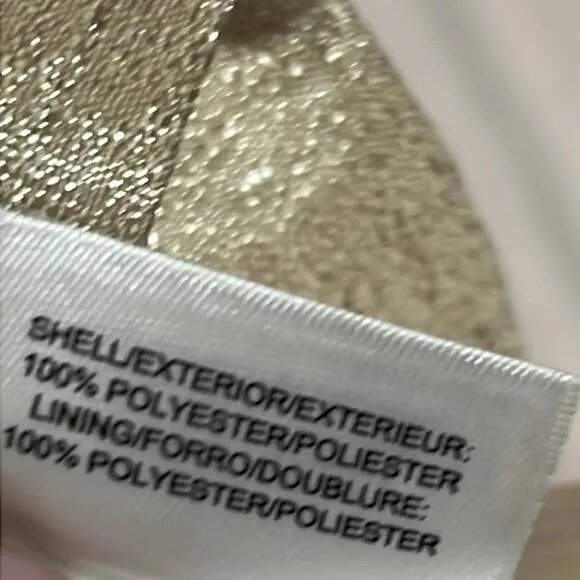 SHELL/EXTERIOR/EXTERIEUR:
100% POLYESTER/POLIESTER
LINING/FORRO/DOUBLURE:
100% POLYESTER/POLIESTER